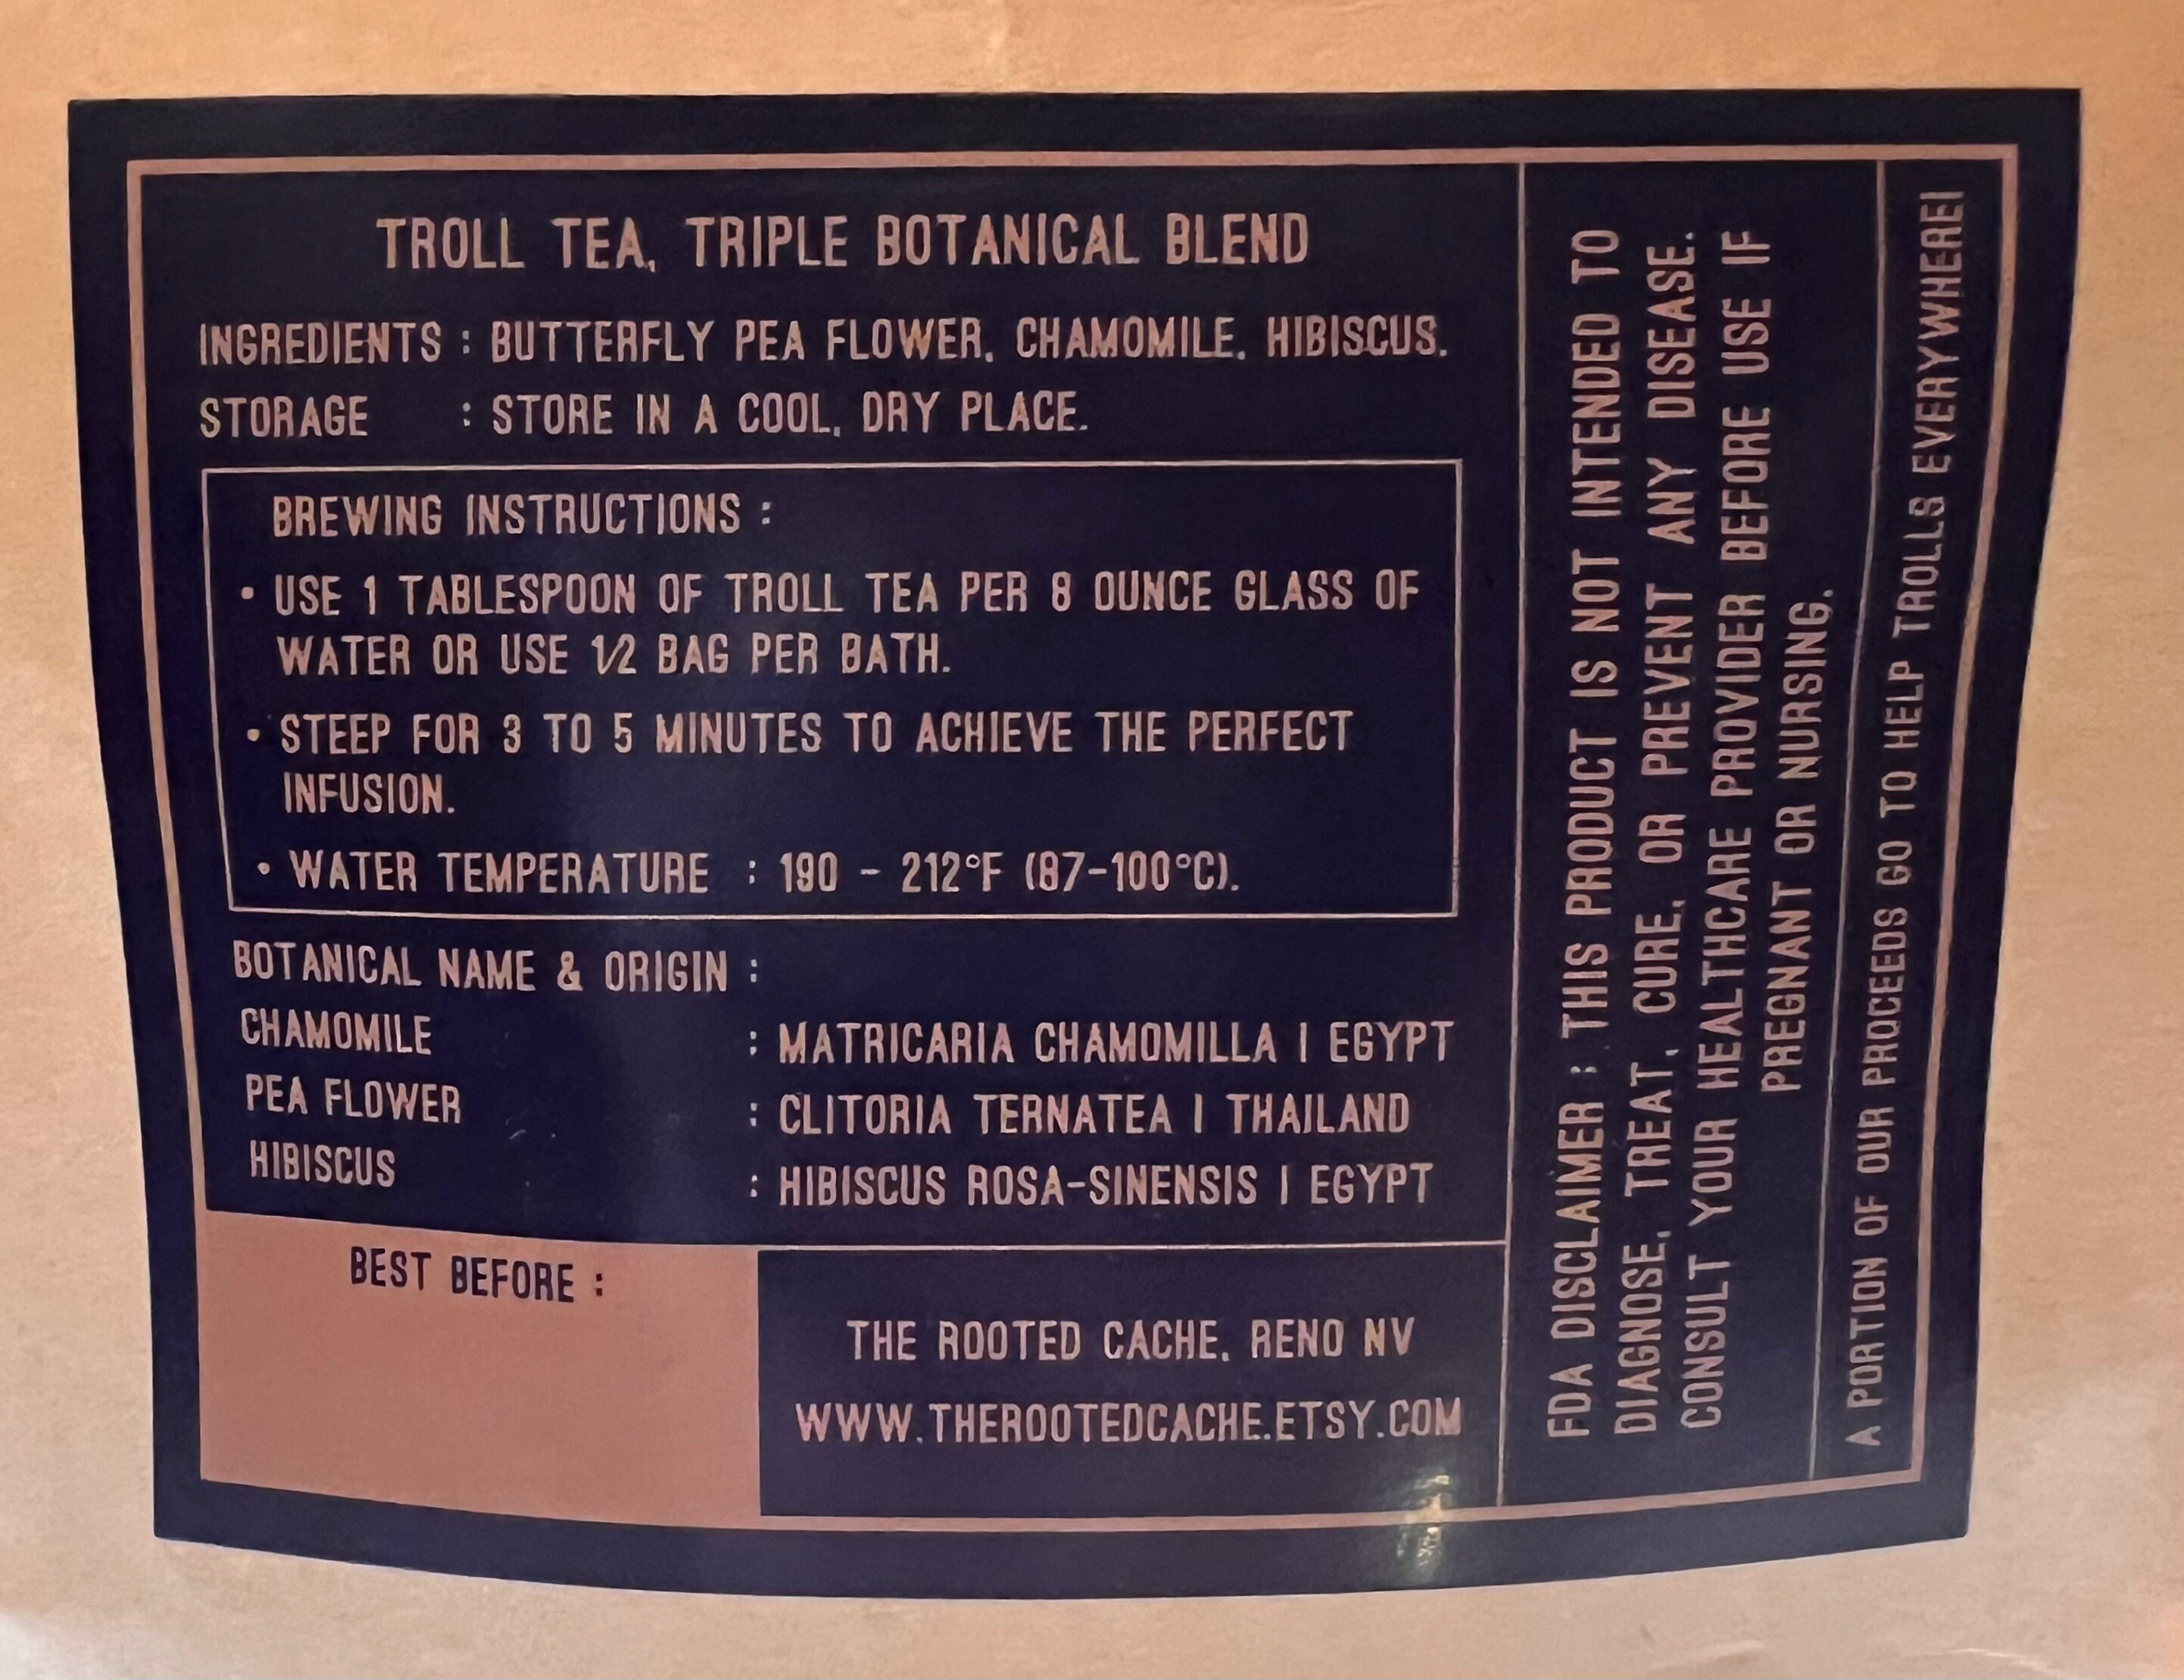 TROLL TEA, TRIPLE BOTANICAL BLEND
INGREDIENTS : BUTTERFLY PEA FLOWER, CHAMOMILE, HIBISCUS.
STORAGE : STORE IN A COOL, DRY PLACE.
BREWING INSTRUCTIONS :
• USE 1 TABLESPOON OF TROLL TEA PER 8 OUNCE GLASS OF
WATER OR USE 1/2 BAG PER BATH.
• STEEP FOR 3 TO 5 MINUTES TO ACHIEVE THE PERFECT
INFUSION.
• WATER TEMPERATURE : 190 - 212°F (87-100°C).
BOTANICAL NAME & ORIGIN :
CHAMOMILE : MATRICARIA CHAMOMILLA | EGYPT
PEA FLOWER : CLITORIA TERNATEA | THAILAND
HIBISCUS : HIBISCUS ROSA-SINENSIS | EGYPT
BEST BEFORE :
THE ROOTED CACHE, RENO NV
WWW.THEROOTEDCACHE.ETSY.COM
FDA DISCLAIMER : THIS PRODUCT IS NOT INTENDED TO
DIAGNOSE, TREAT, CURE, OR PREVENT ANY DISEASE.
CONSULT YOUR HEALTHCARE PROVIDER BEFORE USE IF
PREGNANT OR NURSING.
A PORTION OF OUR PROCEEDS GO TO HELP TROLLS EVERYWHERE!